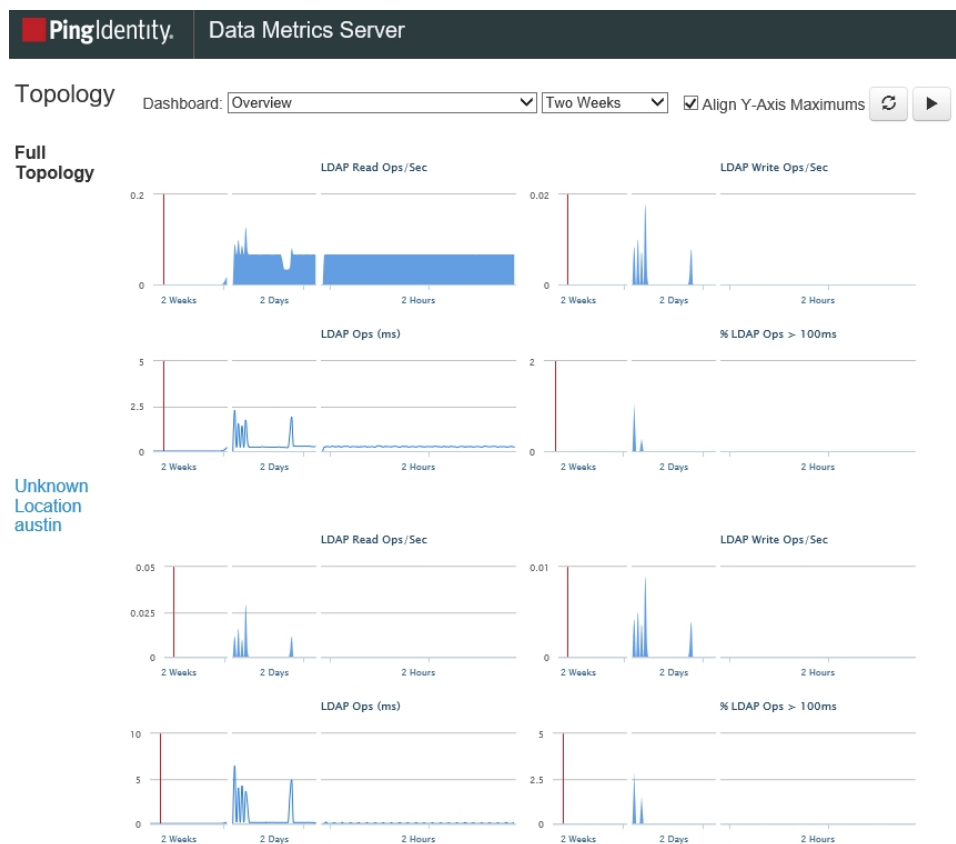 PingIdentity. Data Metrics Server
Topology Dashboard: Overview Two Weeks Align Y-Axis Maximums
Full
Topology
LDAP Read Ops/Sec LDAP Write Ops/Sec
0.2 0.02
0 0
2 Weeks 2 Days 2 Hours 2 Weeks 2 Days 2 Hours
LDAP Ops (ms) % LDAP Ops > 100ms
5 2
2.5
0 0
2 Weeks 2 Days 2 Hours 2 Weeks 2 Days 2 Hours
Unknown
Location
austin
LDAP Read Ops/Sec LDAP Write Ops/Sec
0.05 0.01
0.025
0 0
2 Weeks 2 Days 2 Hours 2 Weeks 2 Days 2 Hours
LDAP Ops (ms) % LDAP Ops > 100ms
10 5
5 2.5
0 0
2 Weeks 2 Days 2 Hours 2 Weeks 2 Days 2 Hours